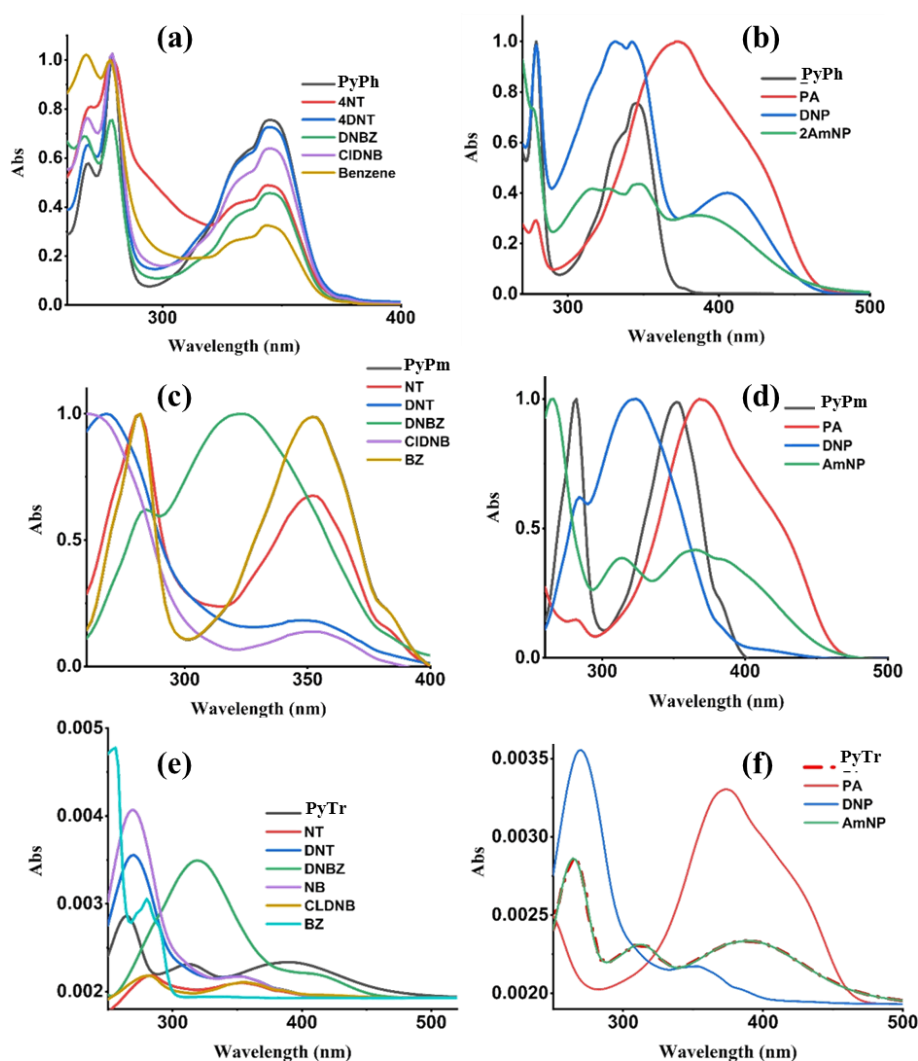 (a)
PyPh
4NT
4DNT
DNBZ
ClDNB
Benzene
1.0
0.8
0.6
0.4
0.2
0.0
Abs
300
400
Wavelength (nm)
(b)
PyPh
PA
DNP
2AmNP
1.0
0.8
0.6
0.4
0.2
0.0
Abs
300
400
500
Wavelength (nm)
(c)
PyPm
NT
DNT
DNBZ
ClDNB
BZ
1.0
0.5
0.0
Abs
300
350
400
Wavelength (nm)
(d)
PyPm
PA
DNP
AmNP
1.0
0.5
0.0
Abs
300
400
500
Wavelength (nm)
(e)
PyTr
NT
DNT
DNBZ
NB
CLDNB
BZ
0.005
0.004
0.003
0.002
Abs
300
400
500
Wavelength (nm)
(f)
PyTr
PA
DNP
AmNP
0.0035
0.0030
0.0025
0.0020
Abs
300
400
500
Wavelength (nm)